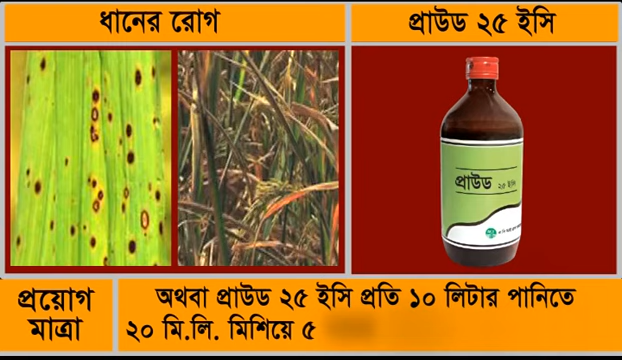 ধানের রোগ
প্রাউড ২৫ ইসি
প্রাউড ২৫ ইসি
প্রয়োগ
মাত্রা
অথবা প্রাউড ২৫ ইসি প্রতি ১০ লিটার পানিতে
২০ মি.লি. মিশিয়ে ৫